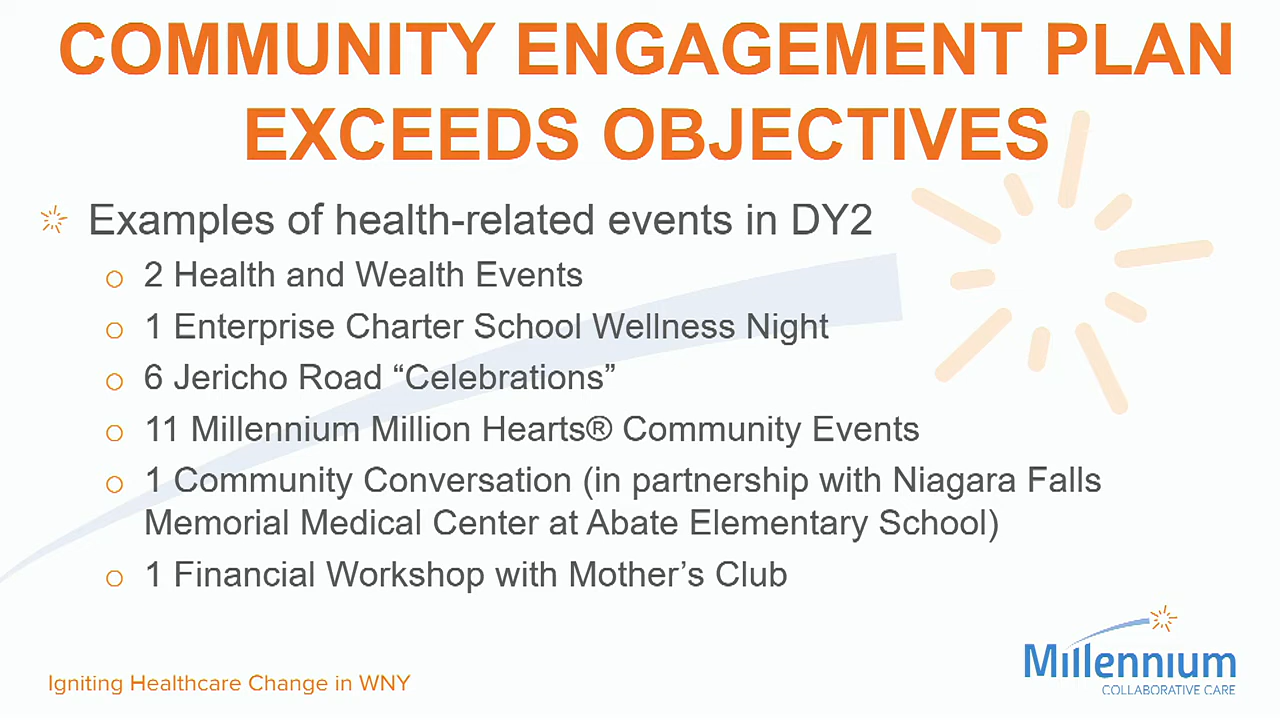 COMMUNITY ENGAGEMENT PLAN
EXCEEDS OBJECTIVES
Examples of health-related events in DY2
o 2 Health and Wealth Events
o 1 Enterprise Charter School Wellness Night
o 6 Jericho Road “Celebrations”
o 11 Millennium Million Hearts® Community Events
o 1 Community Conversation (in partnership with Niagara Falls
Memorial Medical Center at Abate Elementary School)
o 1 Financial Workshop with Mother’s Club
Igniting Healthcare Change in WNY
Millennium
COLLABORATIVE CARE